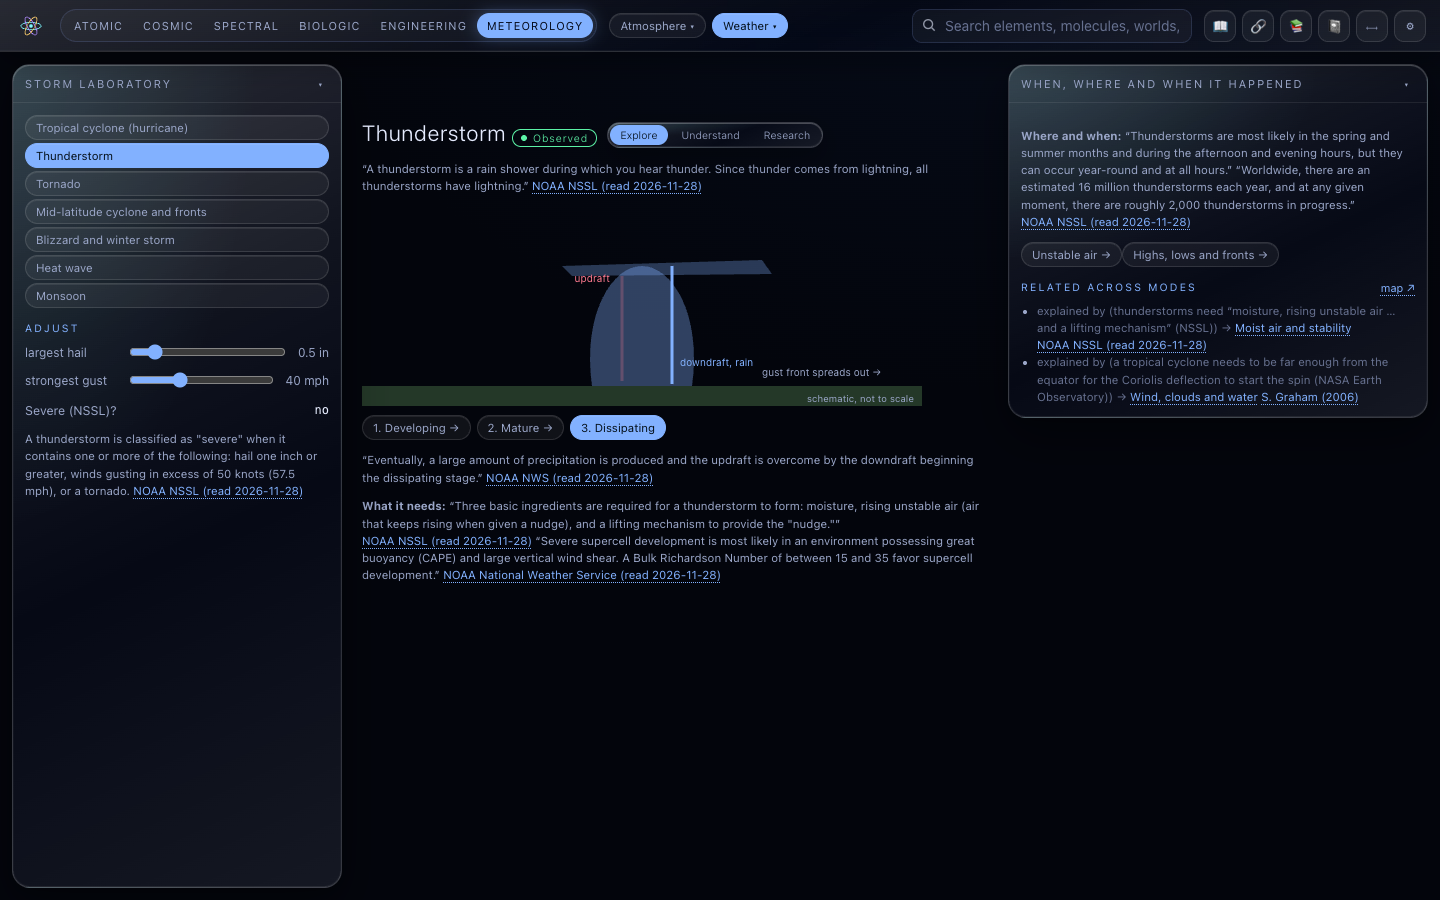 ATOMIC COSMIC SPECTRAL BIOLOGIC ENGINEERING METEOROLOGY Atmosphere ▾ Weather ▾ Search elements, molecules, worlds,
STORM LABORATORY
Tropical cyclone (hurricane)
Thunderstorm
Tornado
Mid-latitude cyclone and fronts
Blizzard and winter storm
Heat wave
Monsoon
ADJUST
largest hail 0.5 in
strongest gust 40 mph
Severe (NSSL)? no
A thunderstorm is classified as "severe" when it
contains one or more of the following: hail one inch or
greater, winds gusting in excess of 50 knots (57.5
mph), or a tornado. NOAA NSSL (read 2026-11-28)
Thunderstorm Observed Explore Understand Research
“A thunderstorm is a rain shower during which you hear thunder. Since thunder comes from lightning, all
thunderstorms have lightning.” NOAA NSSL (read 2026-11-28)
updraft
downdraft, rain
gust front spreads out →
schematic, not to scale
1. Developing → 2. Mature → 3. Dissipating
“Eventually, a large amount of precipitation is produced and the updraft is overcome by the downdraft beginning
the dissipating stage.” NOAA NWS (read 2026-11-28)
What it needs: “Three basic ingredients are required for a thunderstorm to form: moisture, rising unstable air (air
that keeps rising when given a nudge), and a lifting mechanism to provide the "nudge."”
NOAA NSSL (read 2026-11-28) “Severe supercell development is most likely in an environment possessing great
buoyancy (CAPE) and large vertical wind shear. A Bulk Richardson Number of between 15 and 35 favor supercell
development.” NOAA National Weather Service (read 2026-11-28)
WHEN, WHERE AND WHEN IT HAPPENED
Where and when: “Thunderstorms are most likely in the spring and
summer months and during the afternoon and evening hours, but they
can occur year-round and at all hours.” “Worldwide, there are an
estimated 16 million thunderstorms each year, and at any given
moment, there are roughly 2,000 thunderstorms in progress.”
NOAA NSSL (read 2026-11-28)
Unstable air → Highs, lows and fronts →
RELATED ACROSS MODES map ↗
• explained by (thunderstorms need “moisture, rising unstable air …
and a lifting mechanism” (NSSL)) → Moist air and stability
NOAA NSSL (read 2026-11-28)
• explained by (a tropical cyclone needs to be far enough from the
equator for the Coriolis deflection to start the spin (NASA Earth
Observatory)) → Wind, clouds and water S. Graham (2006)